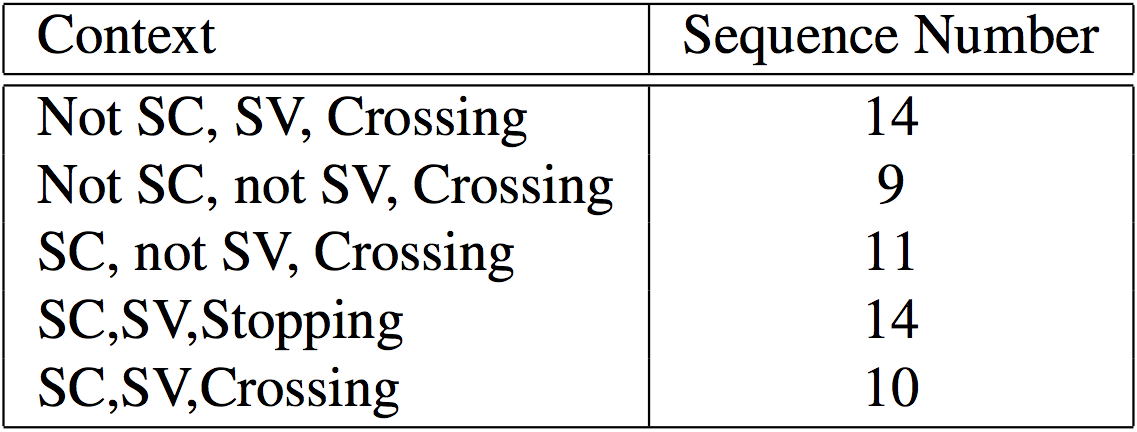 Context Sequence Number
Not SC, SV, Crossing 14
Not SC, not SV, Crossing 9
SC, not SV, Crossing 11
SC,SV,Stopping 14
SC,SV,Crossing 10